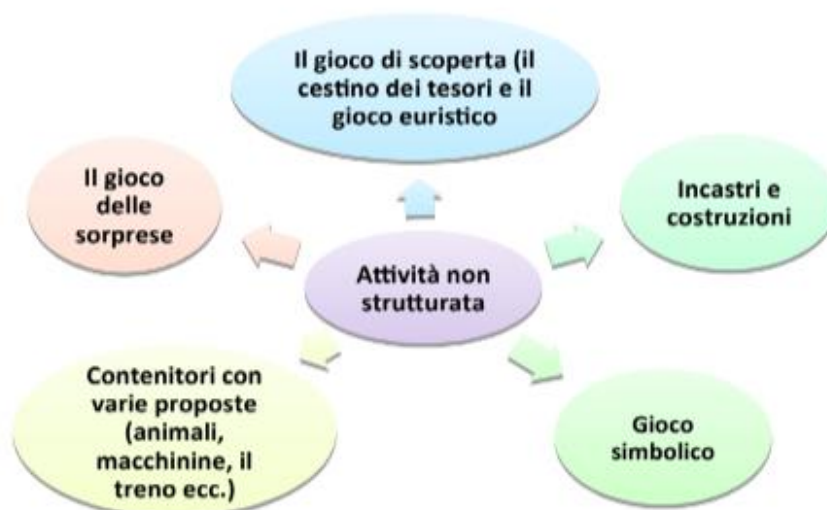 Il gioco di scoperta (il
cestino dei tesori e il
gioco euristico
Il gioco
delle
sorprese
Incastri e
costruzioni
Attività non
strutturata
Contenitori con
varie proposte
(animali,
macchinine, il
treno ecc.)
Gioco
simbolico